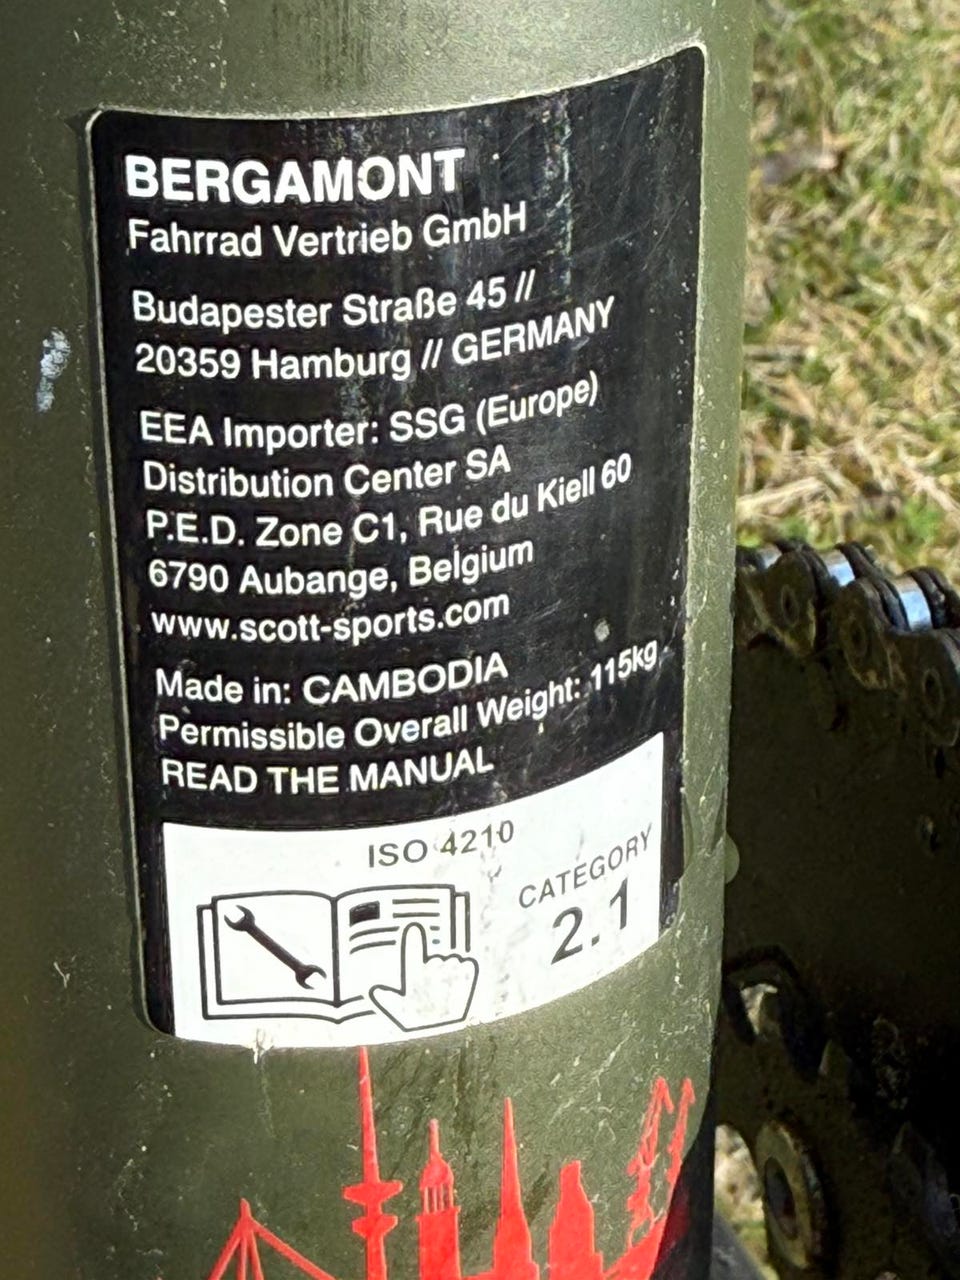 BERGAMONT
Fahrrad Vertrieb GmbH
Budapester Straße 45 //
20359 Hamburg // GERMANY
EEA Importer: SSG (Europe)
Distribution Center SA
P.E.D. Zone C1, Rue du Kiell 60
6790 Aubange, Belgium
www.scott-sports.com
Made in: CAMBODIA
Permissible Overall Weight: 115kg
READ THE MANUAL
ISO 4210
CATEGORY
2.1